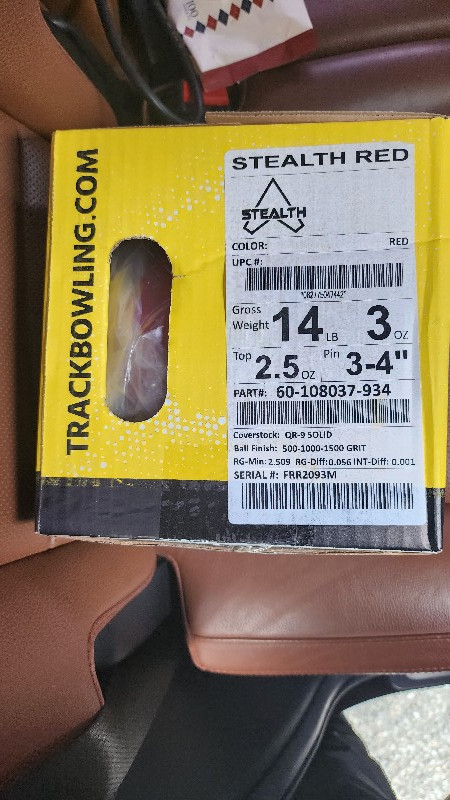 TRACKBOWLING.COM
STEALTH RED
STEALTH
COLOR: RED
UPC #:
Gross Weight 14 LB 3 OZ
Top 2.5 OZ Pin 3-4"
PART#: 60-108037-934
Coverstock: QR-9 SOLID
Ball Finish: 500-1000-1500 GRIT
RG-Min: 2.509 RG-Diff:0.056 INT-Diff: 0.001
SERIAL #: FRR2093M